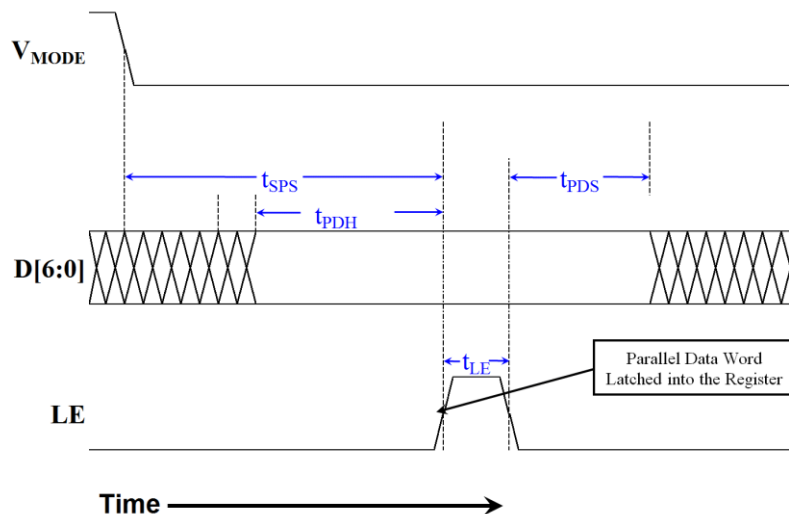 VMODE
tSPS
tPDS
tPDH
D[6:0]
tLE
Parallel Data Word
Latched into the Register
LE
Time